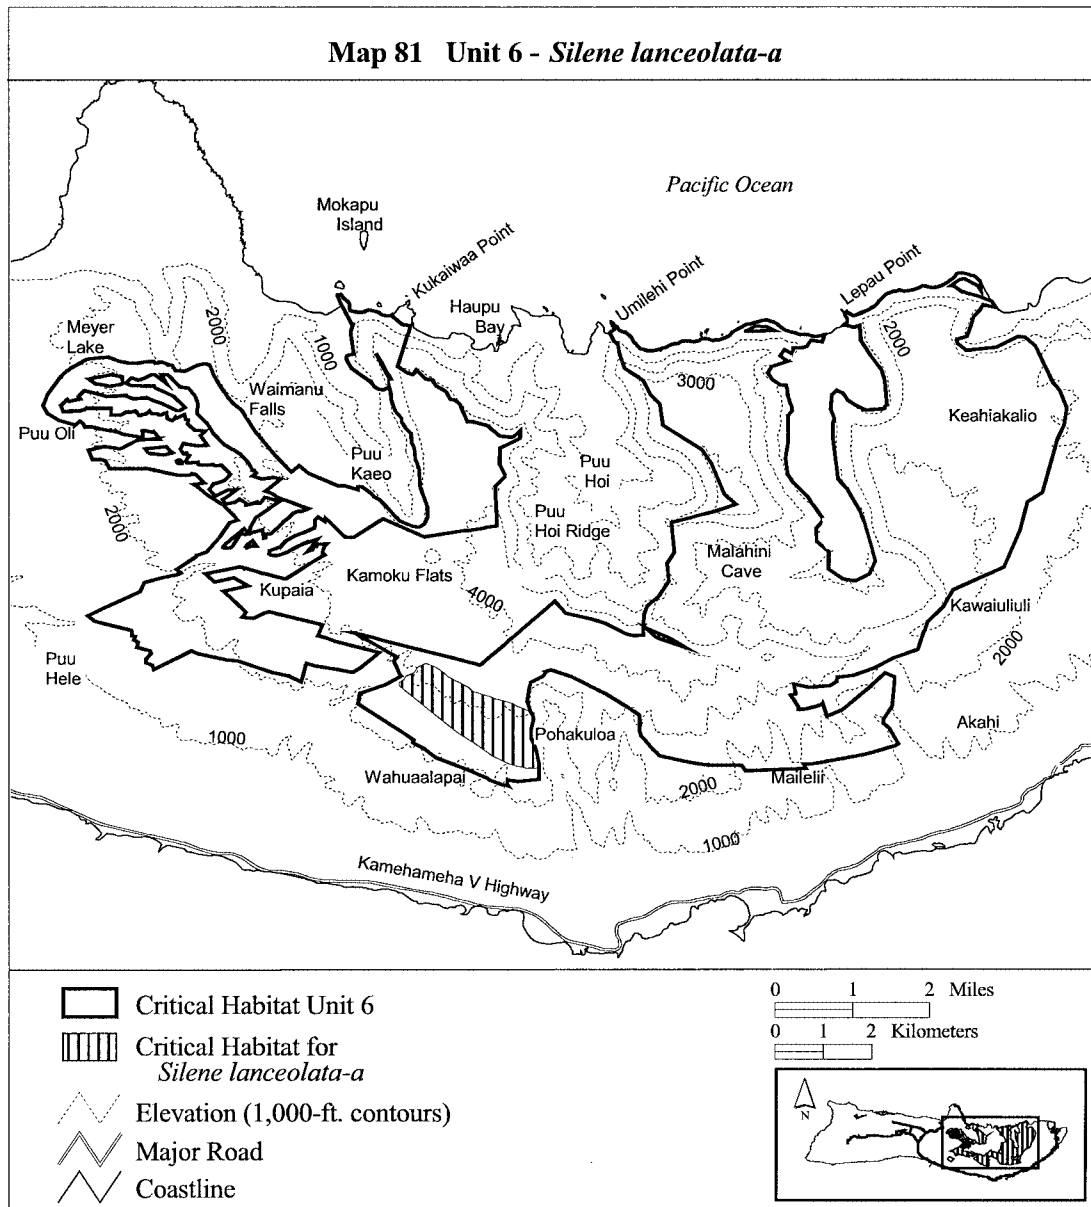 Map 81 Unit 6 - Silene lanceolata-a
Pacific Ocean
Mokapu
Island
Kukaiwaa Point
Umilehi Point
Lepau Point
Haupu
Bay
Meyer
Lake
2000
1000
2000
3000
Waimanu
Falls
Keahiakalio
Puu Oli
Puu
Kaeo
Puu
Hoi
2000
Puu
Hoi Ridge
Malahini
Cave
Kamoku Flats
Kupaia
4000
Kawaiuliuli
2000
Puu
Hele
1000
Pohakuloa
Akahi
Wahuaalapai
2000
Mailelii
1000
Kamehameha V Highway
Critical Habitat Unit 6
Critical Habitat for
Silene lanceolata-a
Elevation (1,000-ft. contours)
Major Road
Coastline
0 1 2 Miles
0 1 2 Kilometers
N